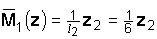 M̅₁(z) = 1/l₂ z₂ = 1/6 z₂